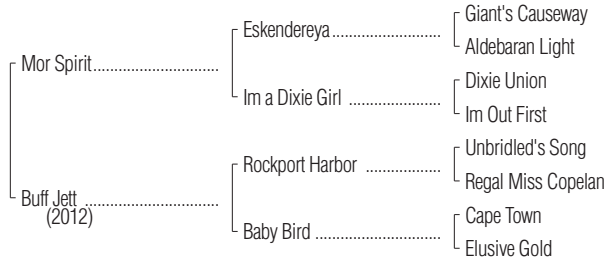 Giant's Causeway
Eskendereya
Aldebaran Light
Mor Spirit
Dixie Union
Im a Dixie Girl
Im Out First
Unbridled's Song
Rockport Harbor
Regal Miss Copelan
Buff Jett
(2012)
Cape Town
Baby Bird
Elusive Gold